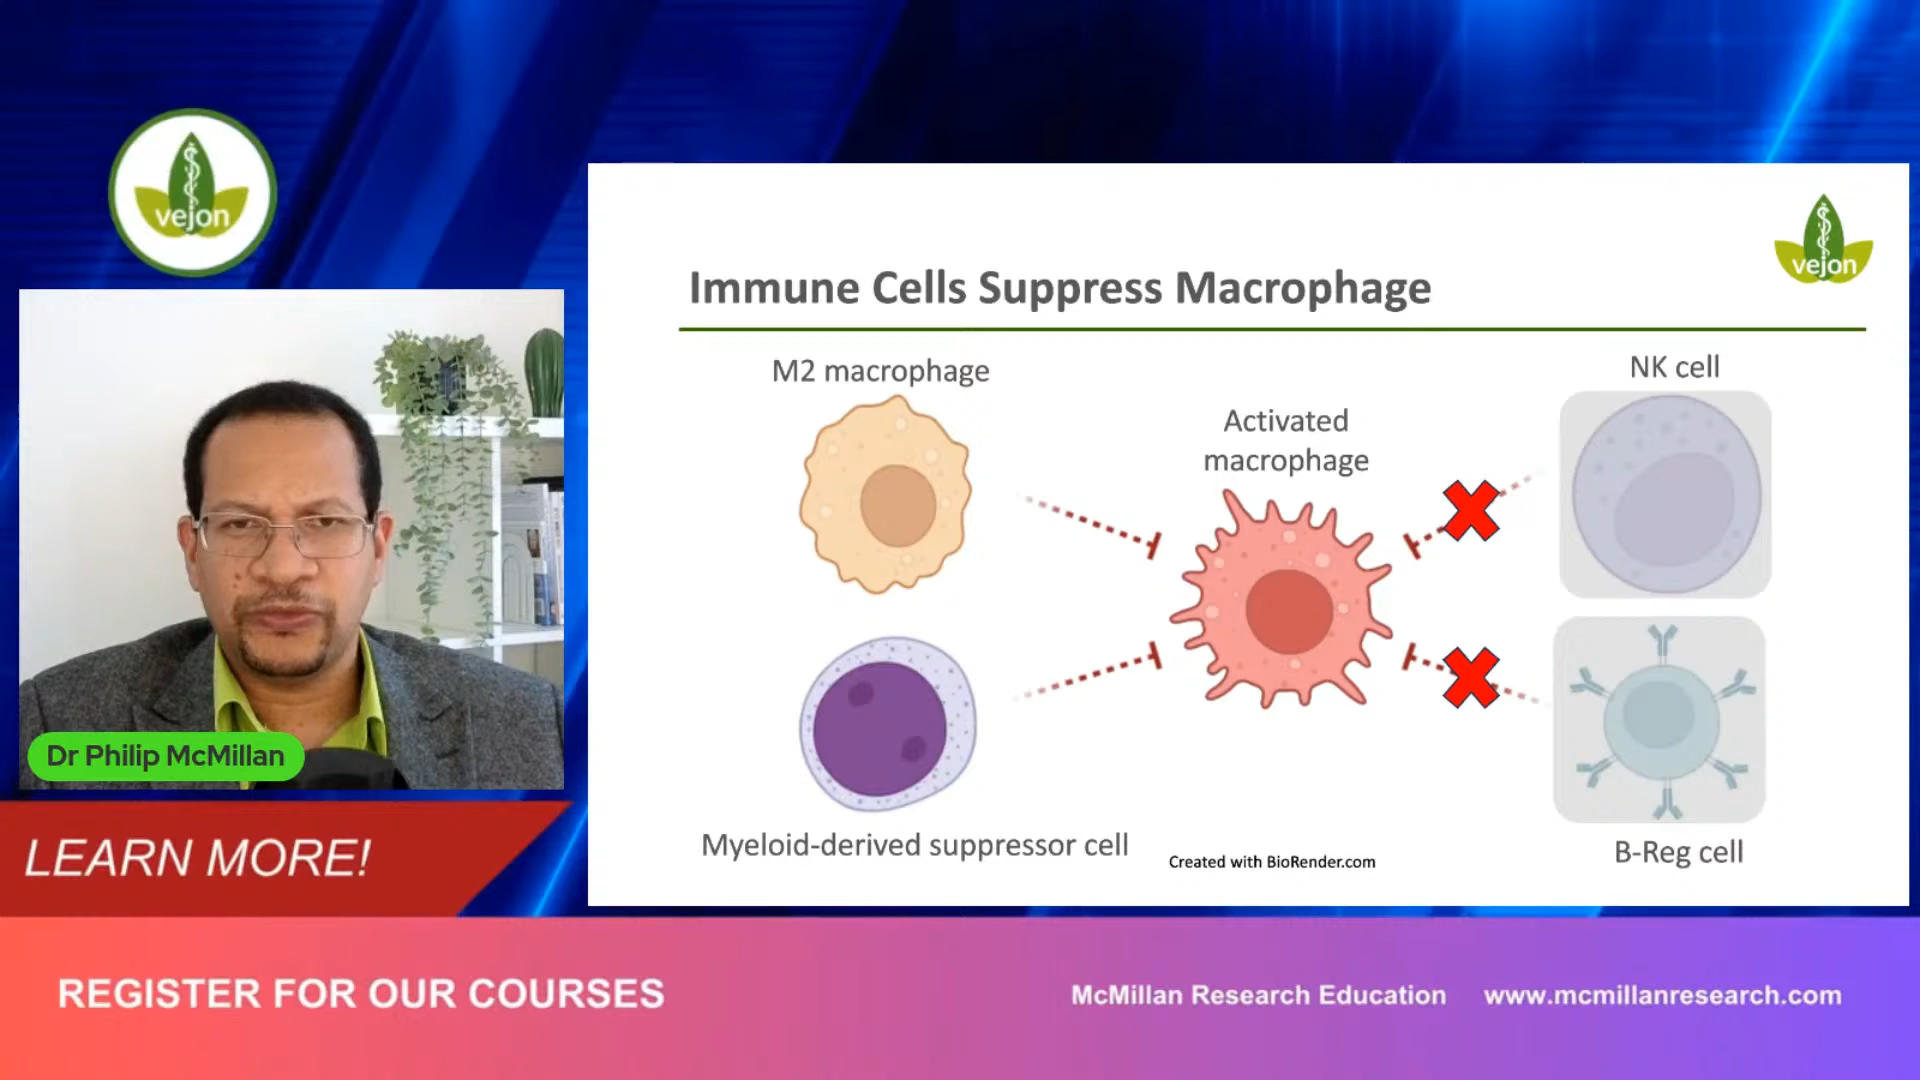 vejon
vejon
Immune Cells Suppress Macrophage
M2 macrophage
NK cell
Activated
macrophage
Dr Philip McMillan
Myeloid-derived suppressor cell
Created with BioRender.com
B-Reg cell
LEARN MORE!
REGISTER FOR OUR COURSES
McMillan Research Education
www.mcmillanresearch.com